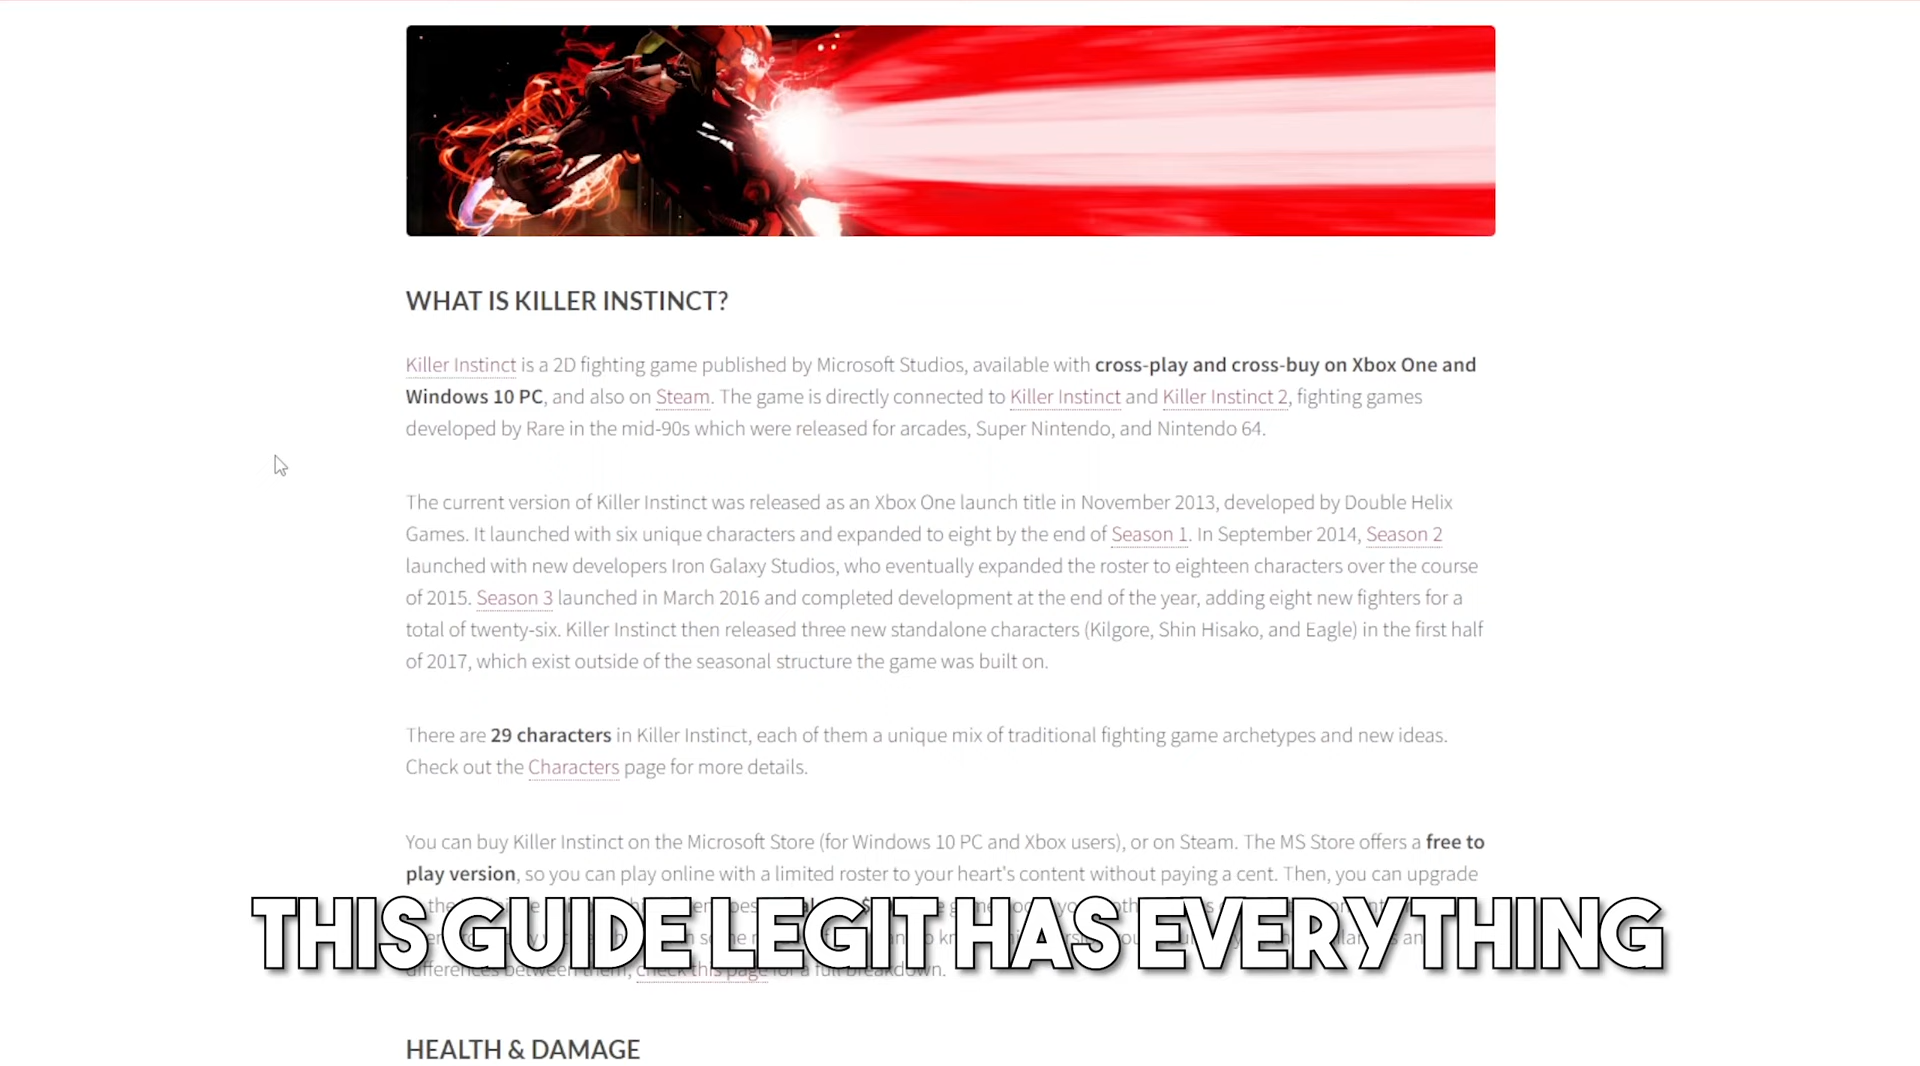 WHAT IS KILLER INSTINCT?
Killer Instinct is a 2D fighting game published by Microsoft Studios, available with cross-play and cross-buy on Xbox One and
Windows 10 PC, and also on Steam. The game is directly connected to Killer Instinct and Killer Instinct 2, fighting games
developed by Rare in the mid-90s which were released for arcades, Super Nintendo, and Nintendo 64.
The current version of Killer Instinct was released as an Xbox One launch title in November 2013, developed by Double Helix
Games. It launched with six unique characters and expanded to eight by the end of Season 1. In September 2014, Season 2
launched with new developers Iron Galaxy Studios, who eventually expanded the roster to eighteen characters over the course
of 2015. Season 3 launched in March 2016 and completed development at the end of the year, adding eight new fighters for a
total of twenty-six. Killer Instinct then released three new standalone characters (Kilgore, Shin Hisako, and Eagle) in the first half
of 2017, which exist outside of the seasonal structure the game was built on.
There are 29 characters in Killer Instinct, each of them a unique mix of traditional fighting game archetypes and new ideas.
Check out the Characters page for more details.
You can buy Killer Instinct on the Microsoft Store (for Windows 10 PC and Xbox users), or on Steam. The MS Store offers a free to
play version, so you can play online with a limited roster to your heart's content without paying a cent. Then, you can upgrade
THIS GUIDE LEGIT HAS EVERYTHING
differences between them, check this page for a full breakdown.
HEALTH & DAMAGE